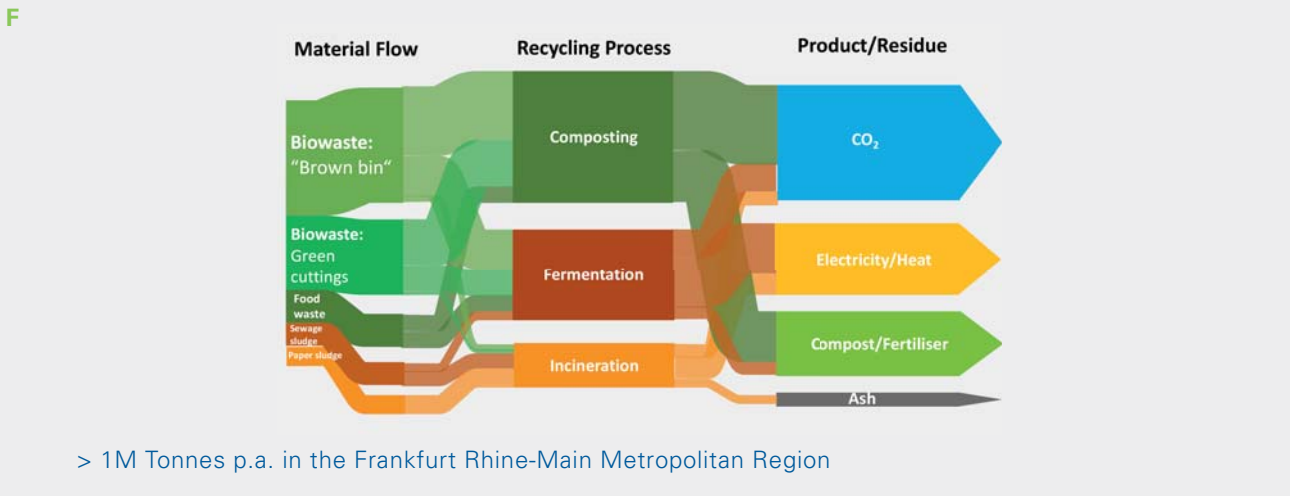 F
Material Flow
Recycling Process
Product/Residue
Biowaste:
“Brown bin“
Biowaste:
Green
cuttings
Food
waste
Sewage
sludge
Paper sludge
Composting
Fermentation
Incineration
CO₂
Electricity/Heat
Compost/Fertiliser
Ash
> 1M Tonnes p.a. in the Frankfurt Rhine-Main Metropolitan Region